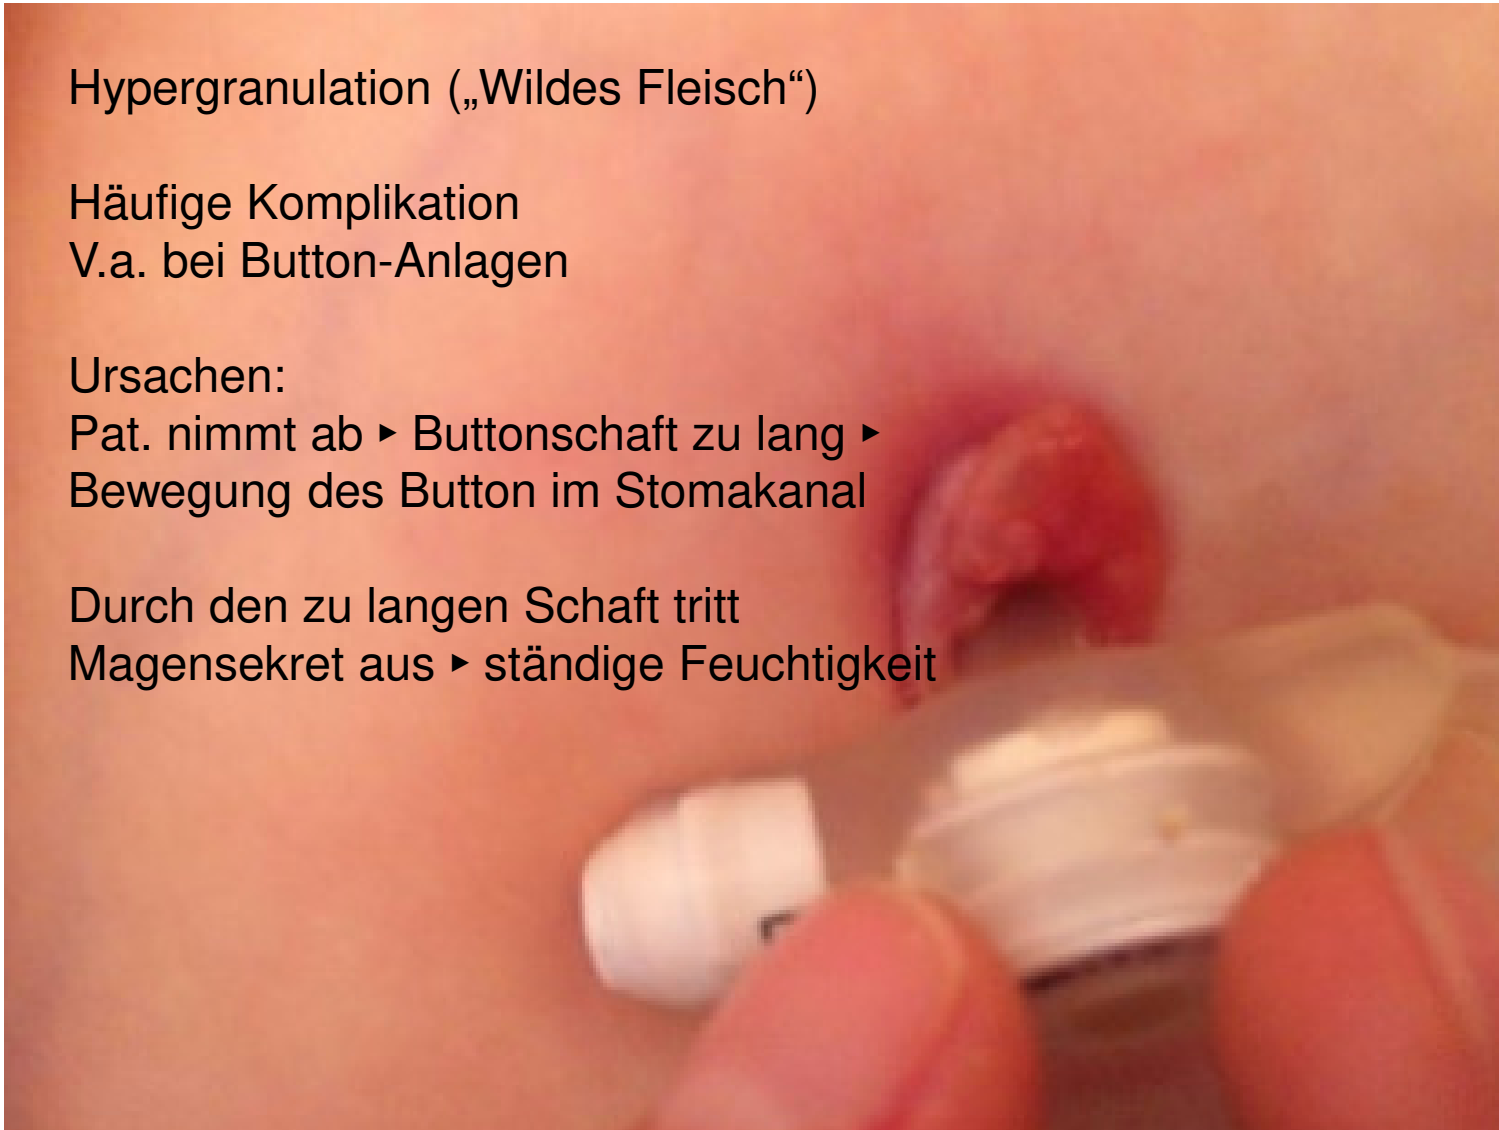 Hypergranulation („Wildes Fleisch“)
Häufige Komplikation
V.a. bei Button-Anlagen
Ursachen:
Pat. nimmt ab ▸ Buttonschaft zu lang ▸
Bewegung des Button im Stomakanal
Durch den zu langen Schaft tritt
Magensekret aus ▸ ständige Feuchtigkeit